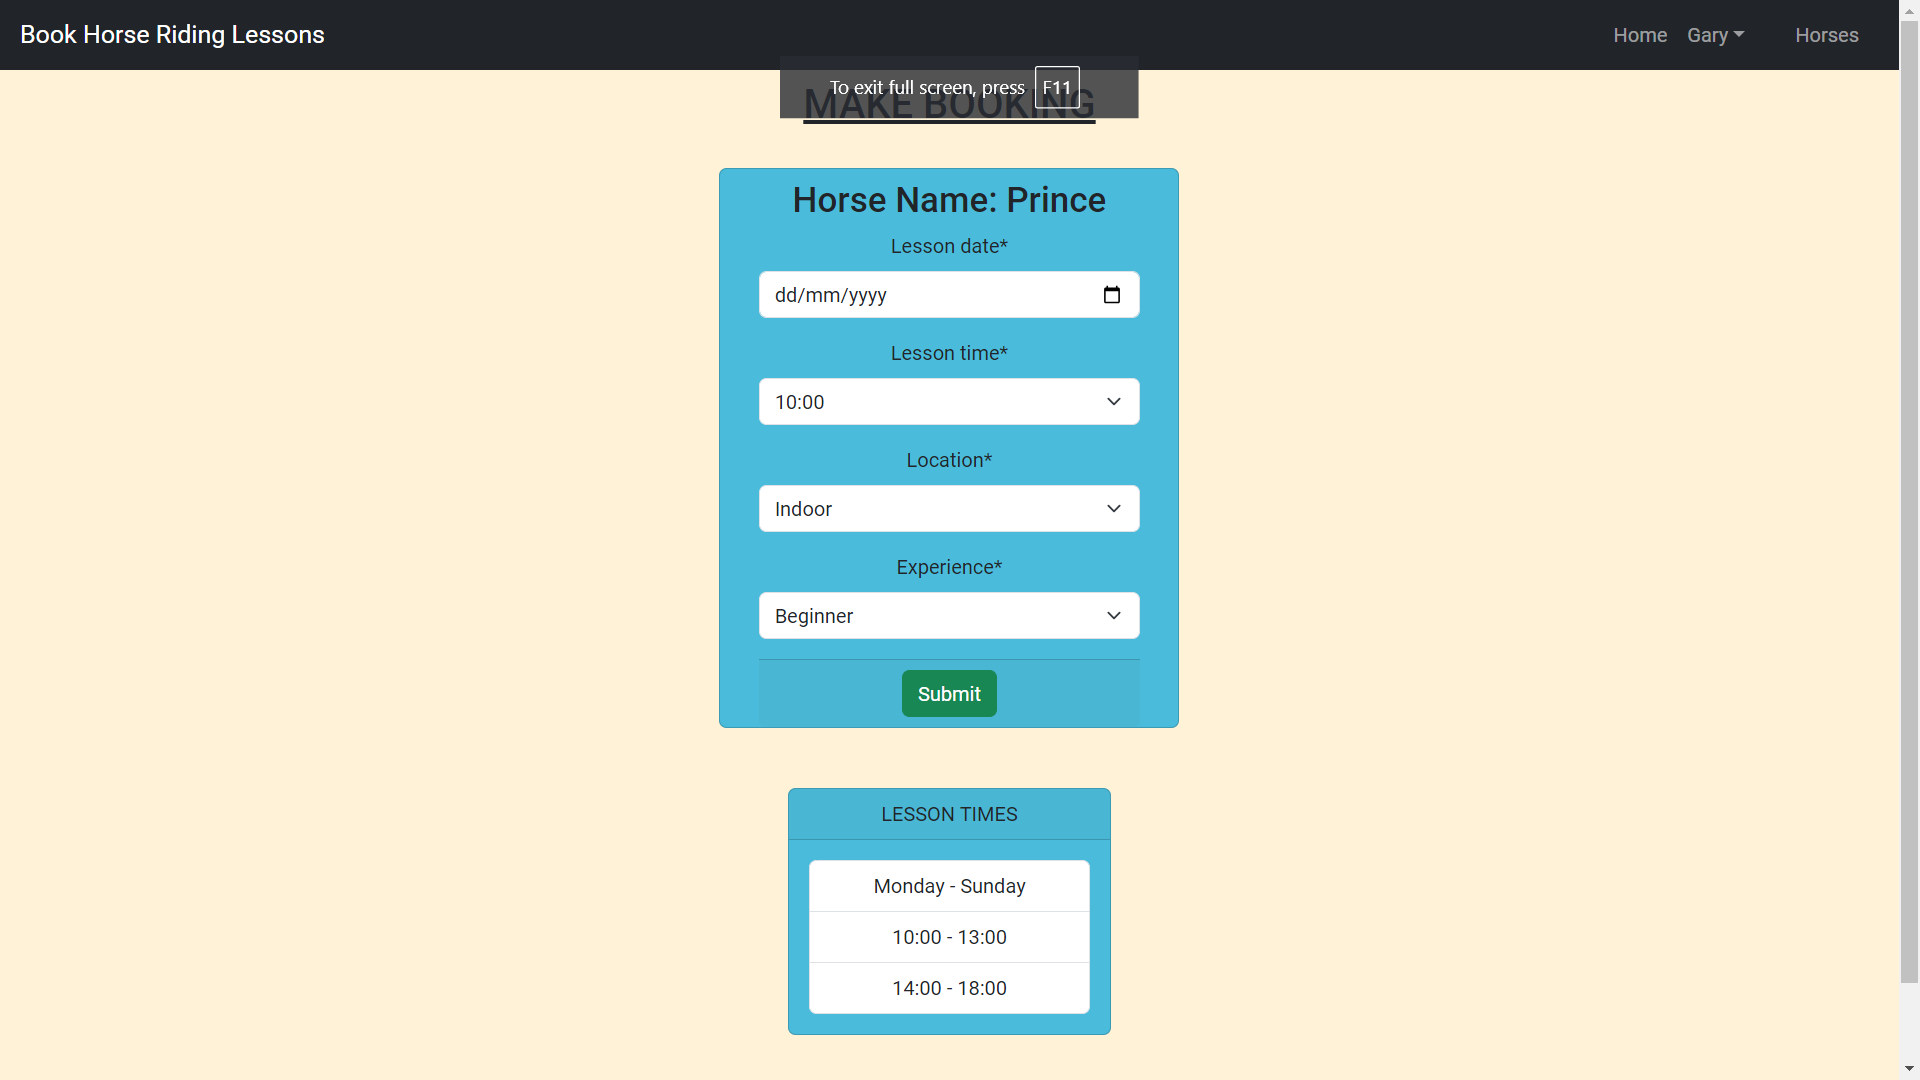 Book Horse Riding Lessons
Home Gary Horses
To exit full screen, press F11
MAKE BOOKING
Horse Name: Prince
Lesson date*
dd/mm/yyyy
Lesson time*
10:00
Location*
Indoor
Experience*
Beginner
Submit
LESSON TIMES
Monday - Sunday
10:00 - 13:00
14:00 - 18:00